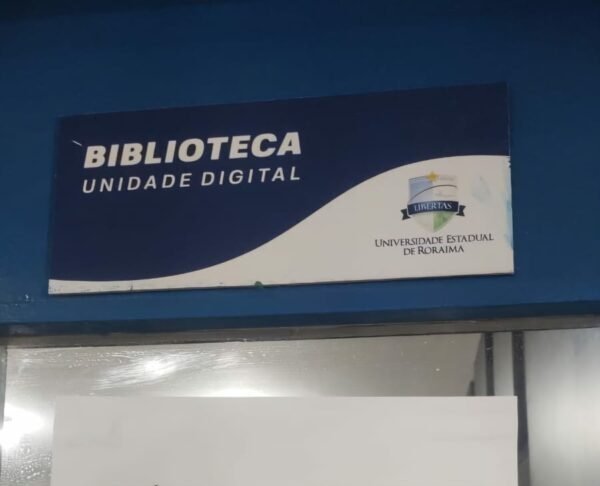 BIBLIOTECA
UNIDADE DIGITAL
LIBERTAS
UNIVERSIDADE ESTADUAL
DE RORAIMA